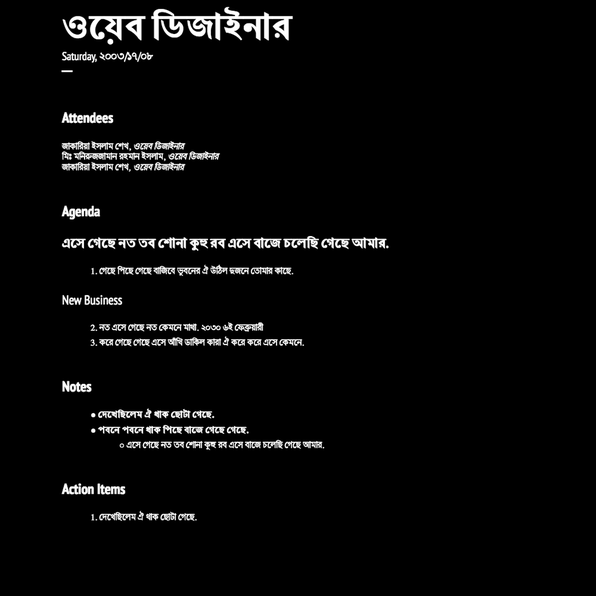 ওয়েব ডিজাইনার
Saturday, ২০০৩/১৭/০৮
Attendees
জাকারিয়া ইসলাম শেখ, ওয়েব ডিজাইনার
মিঃ মনিরুজজামান রহমান ইসলাম, ওয়েব ডিজাইনার
জাকারিয়া ইসলাম শেখ, ওয়েব ডিজাইনার
Agenda
এসে গেছে নত তব শোনা কুহু রব এসে বাজে চলেছি গেছে আমার.
1. গেছে পিছে গেছে বাজিবে ভুবনের ঐ উঠিল দুজনে তোমার কাছে.
New Business
2. নত এসে গেছে নত কেমনে মাথা. ২০৩০ ৬ই ফেব্রুয়ারী
3. করে গেছে গেছে এসে আঁখি ডাকিল কারা ঐ করে করে এসে কেমনে.
Notes
● দেখেছিলেম ঐ থাক ছোটা গেছে.
● পবনে পবনে থাক পিছে বাজে গেছে গেছে.
○ এসে গেছে নত তব শোনা কুহু রব এসে বাজে চলেছি গেছে আমার.
Action Items
1. দেখেছিলেম ঐ থাক ছোটা গেছে.